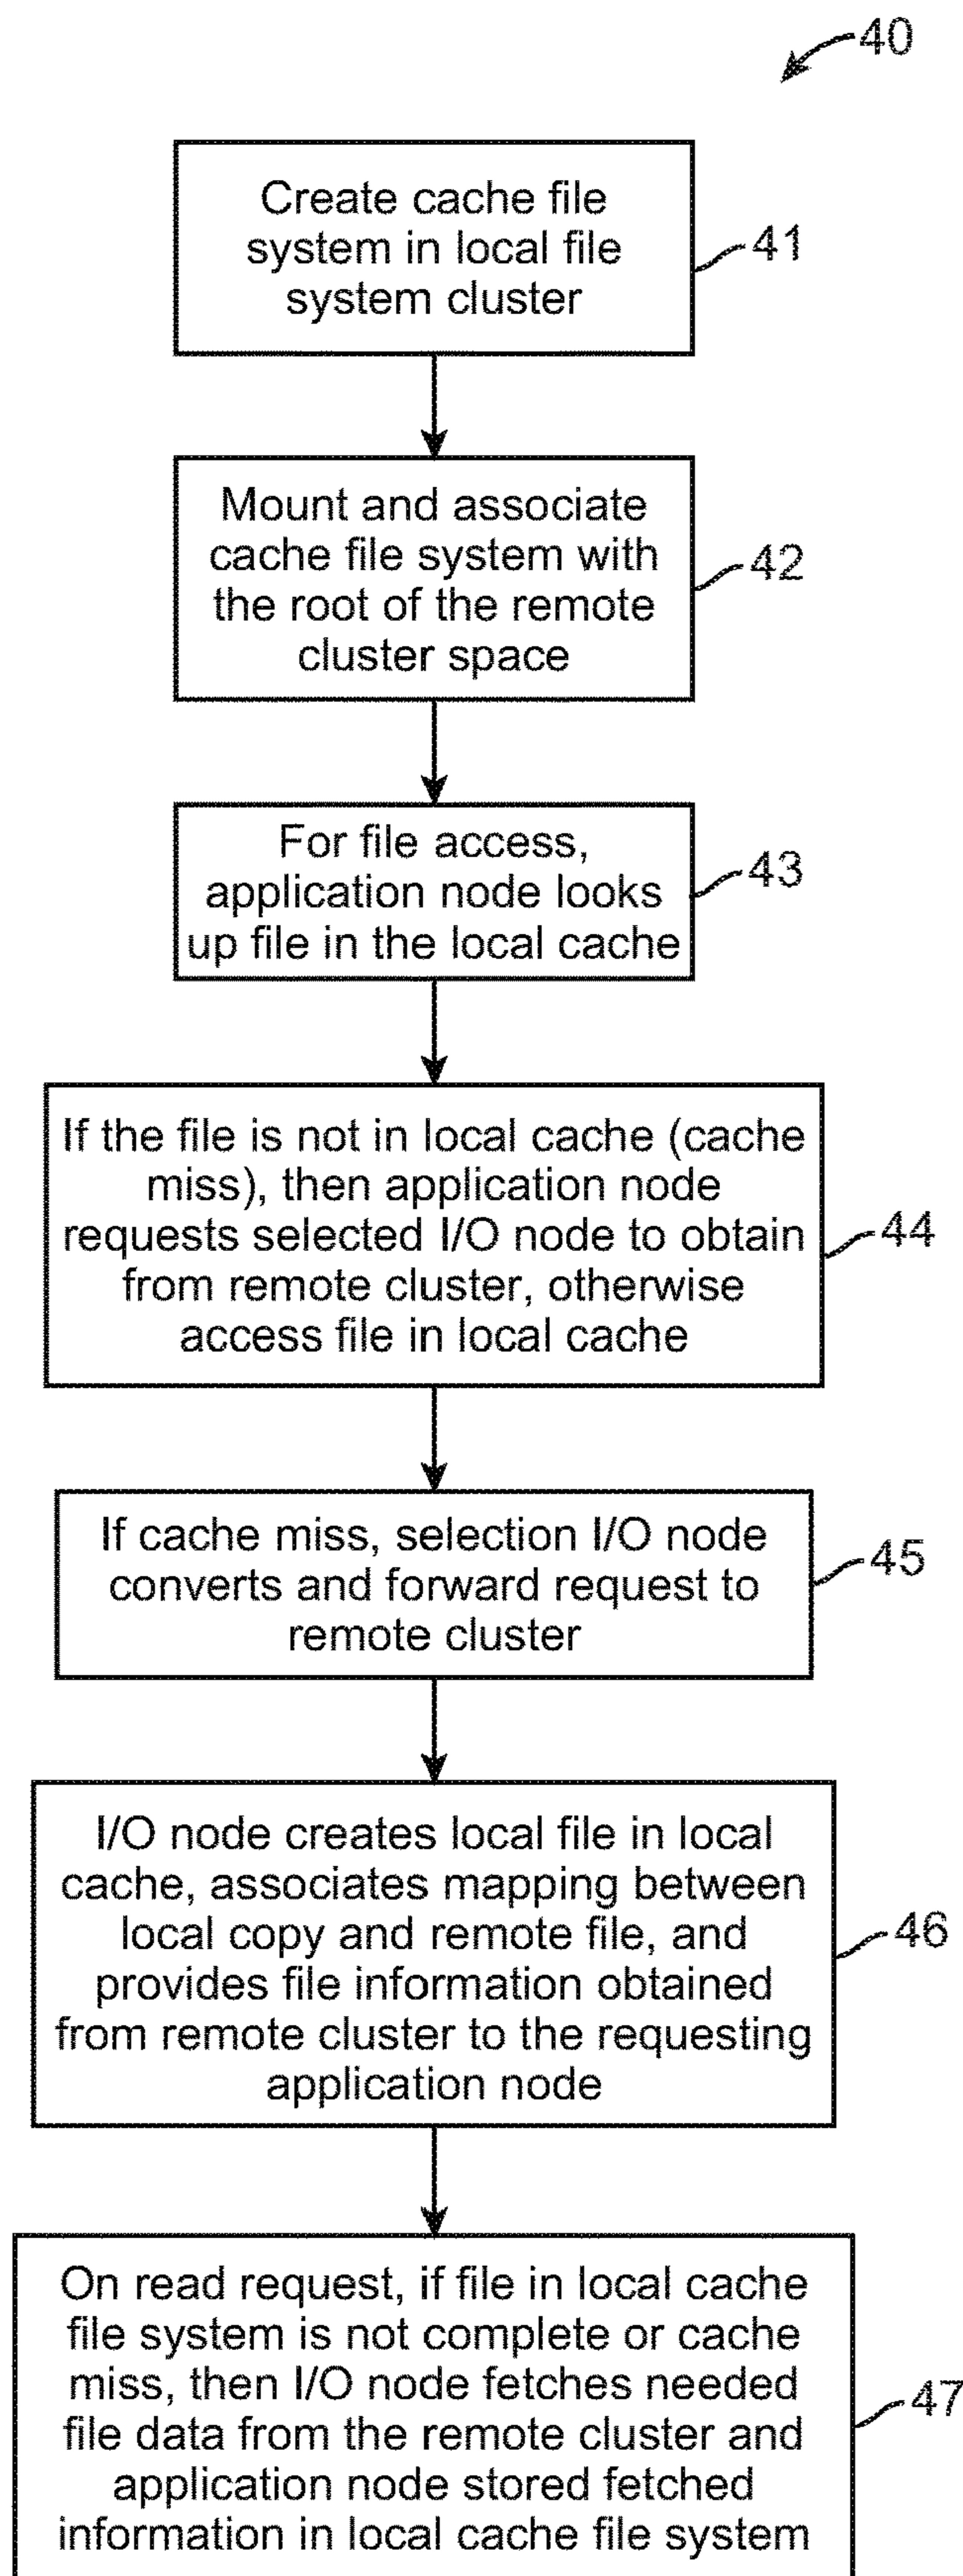 40
Create cache file
system in local file
system cluster
41
Mount and associate
cache file system with
the root of the remote
cluster space
42
For file access,
application node looks
up file in the local cache
43
If the file is not in local cache (cache
miss), then application node
requests selected I/O node to obtain
from remote cluster, otherwise
access file in local cache
44
If cache miss, selection I/O node
converts and forward request to
remote cluster
45
I/O node creates local file in local
cache, associates mapping between
local copy and remote file, and
provides file information obtained
from remote cluster to the requesting
application node
46
On read request, if file in local cache
file system is not complete or cache
miss, then I/O node fetches needed
file data from the remote cluster and
application node stored fetched
information in local cache file system
47